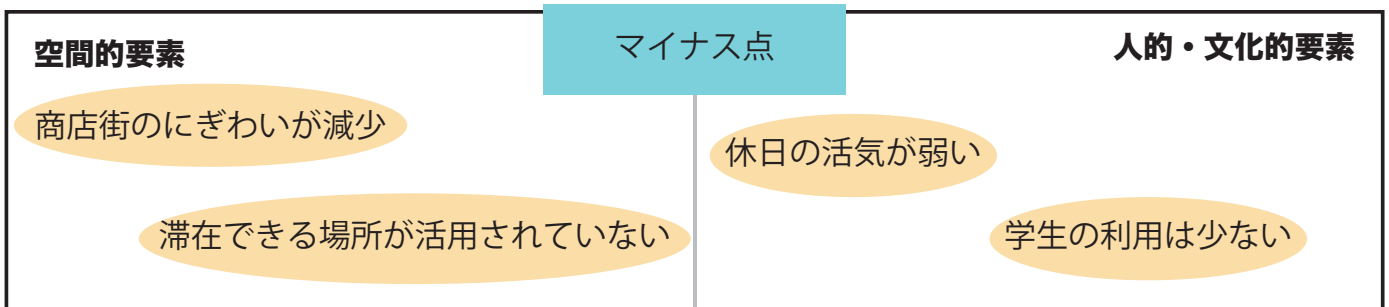 マイナス点
空間的要素
商店街のにぎわいが減少
滞在できる場所が活用されていない
人的・文化的要素
休日の活気が弱い
学生の利用は少ない